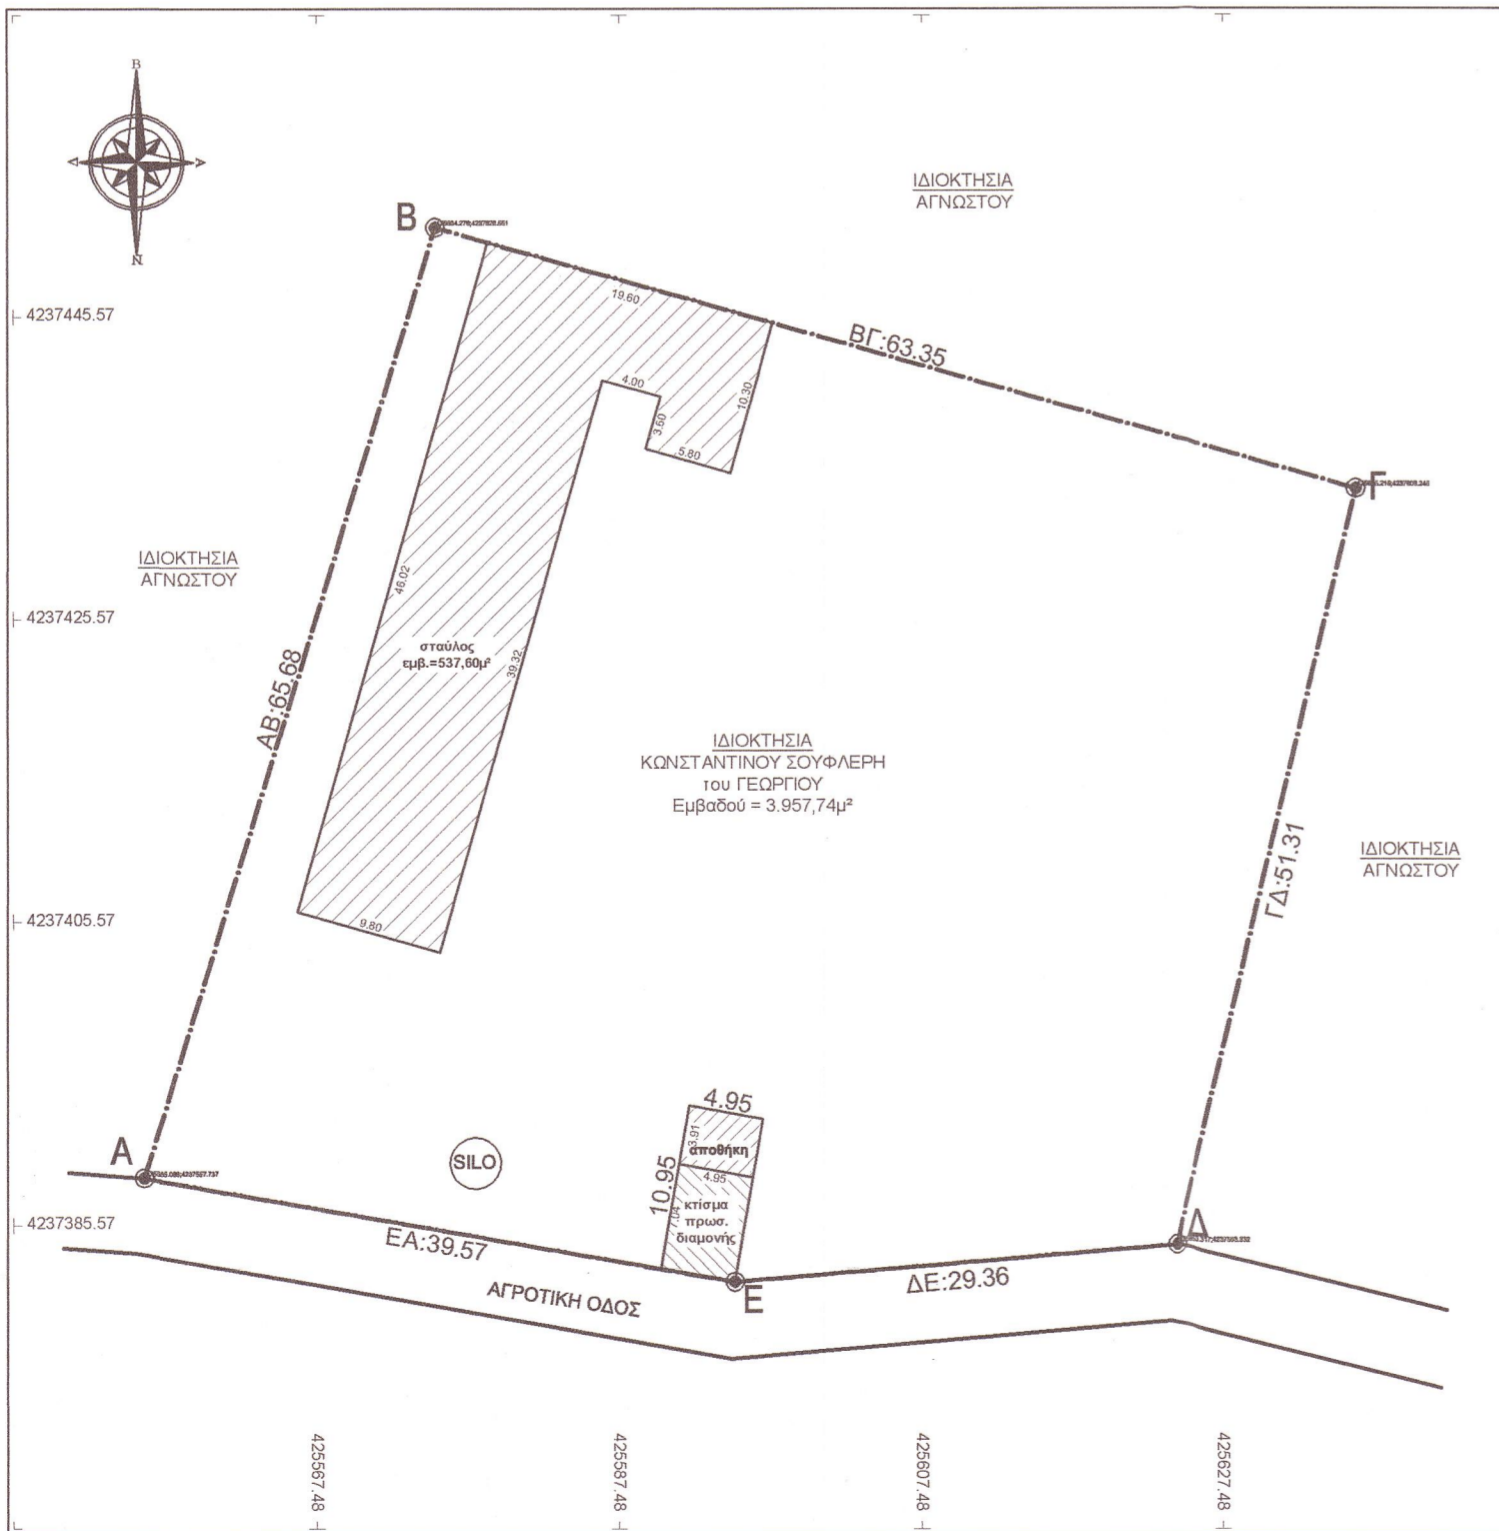 B
N
ΙΔΙΟΚΤΗΣΙΑ
ΑΓΝΩΣΤΟΥ
B
4237445.57
19.60
ΒΓ:63.35
4.00
10.30
3.60
5.80
Γ
ΙΔΙΟΚΤΗΣΙΑ
ΑΓΝΩΣΤΟΥ
46.02
4237425.57
σταύλος
εμβ.=537,60μ²
39.32
ΑΒ:65.68
ΙΔΙΟΚΤΗΣΙΑ
ΚΩΝΣΤΑΝΤΙΝΟΥ ΣΟΥΦΛΕΡΗ
του ΓΕΩΡΓΙΟΥ
Εμβαδού = 3.957,74μ²
ΓΔ:51.31
ΙΔΙΟΚΤΗΣΙΑ
ΑΓΝΩΣΤΟΥ
4237405.57
9.80
4.95
3.91
αποθήκη
A
SILO
10.95
4.95
κτίσμα
πρωσ.
διαμονής
7.04
4237385.57
Δ
ΕΑ:39.57
E
ΔΕ:29.36
ΑΓΡΟΤΙΚΗ ΟΔΟΣ
425567.48
425587.48
425607.48
425627.48